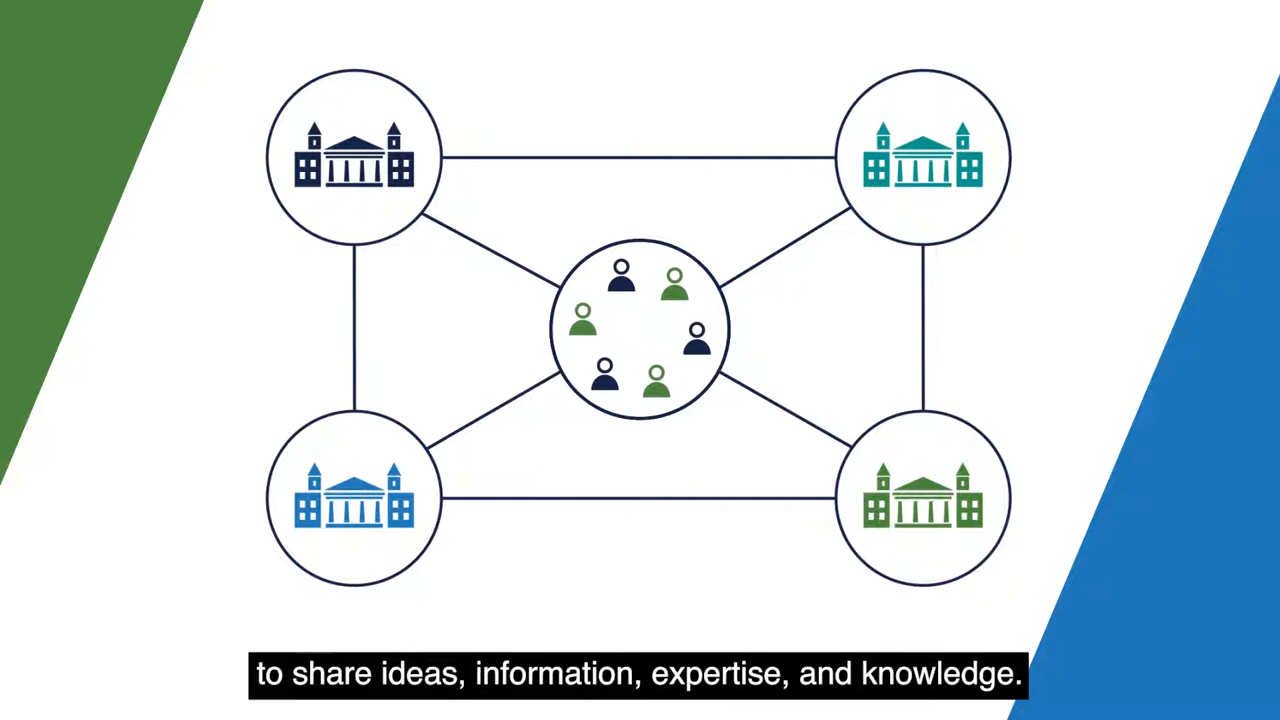 to share ideas, information, expertise, and knowledge.